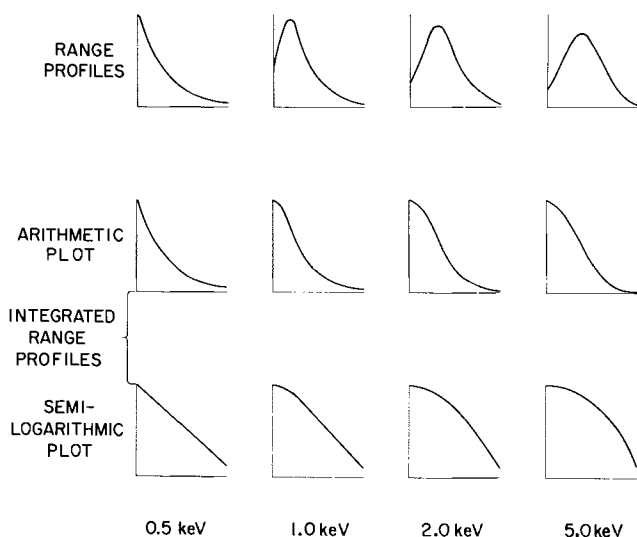 RANGE
PROFILES
ARITHMETIC
PLOT
INTEGRATED
RANGE
PROFILES
SEMI-
LOGARITHMIC
PLOT
0.5 keV 1.0 keV 2.0 keV 5.0 keV